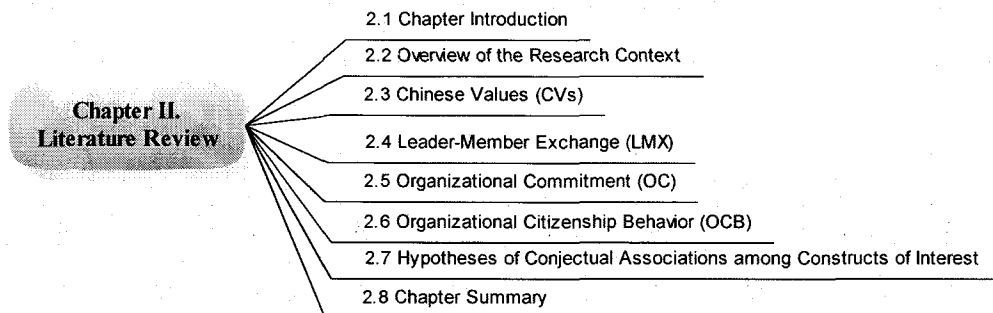 2.1 Chapter Introduction
2.2 Overview of the Research Context
2.3 Chinese Values (CVs)
Chapter II.
Literature Review
2.4 Leader-Member Exchange (LMX)
2.5 Organizational Commitment (OC)
2.6 Organizational Citizenship Behavior (OCB)
2.7 Hypotheses of Conjectual Associations among Constructs of Interest
2.8 Chapter Summary